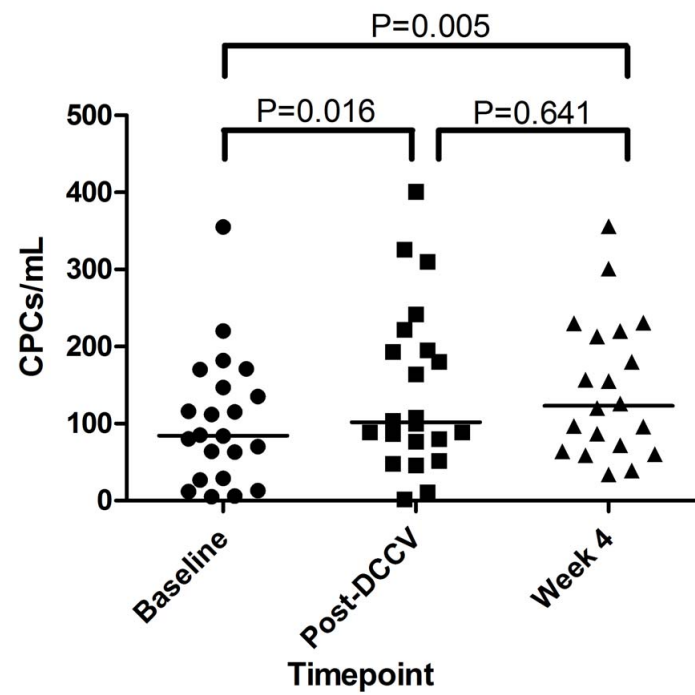 P=0.005
P=0.016
P=0.641
500
400
300
200
100
0
CPCs/mL
Baseline
Post-DCCV
Week 4
Timepoint